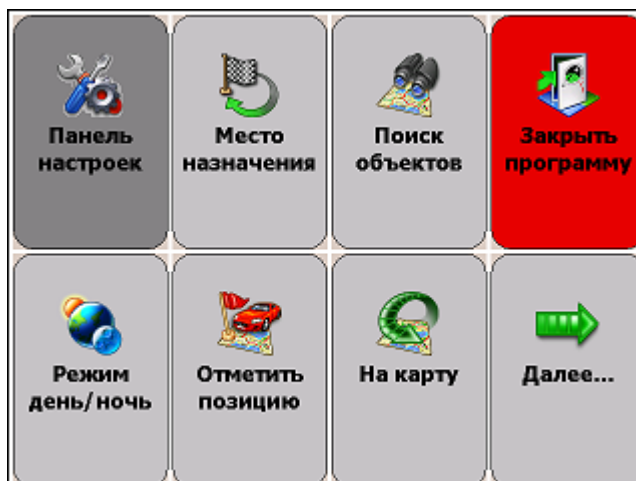 Панель
настроек
Место
назначения
Поиск
объектов
Закрыть
программу
Режим
день/ночь
Отметить
позицию
На карту
Далее...